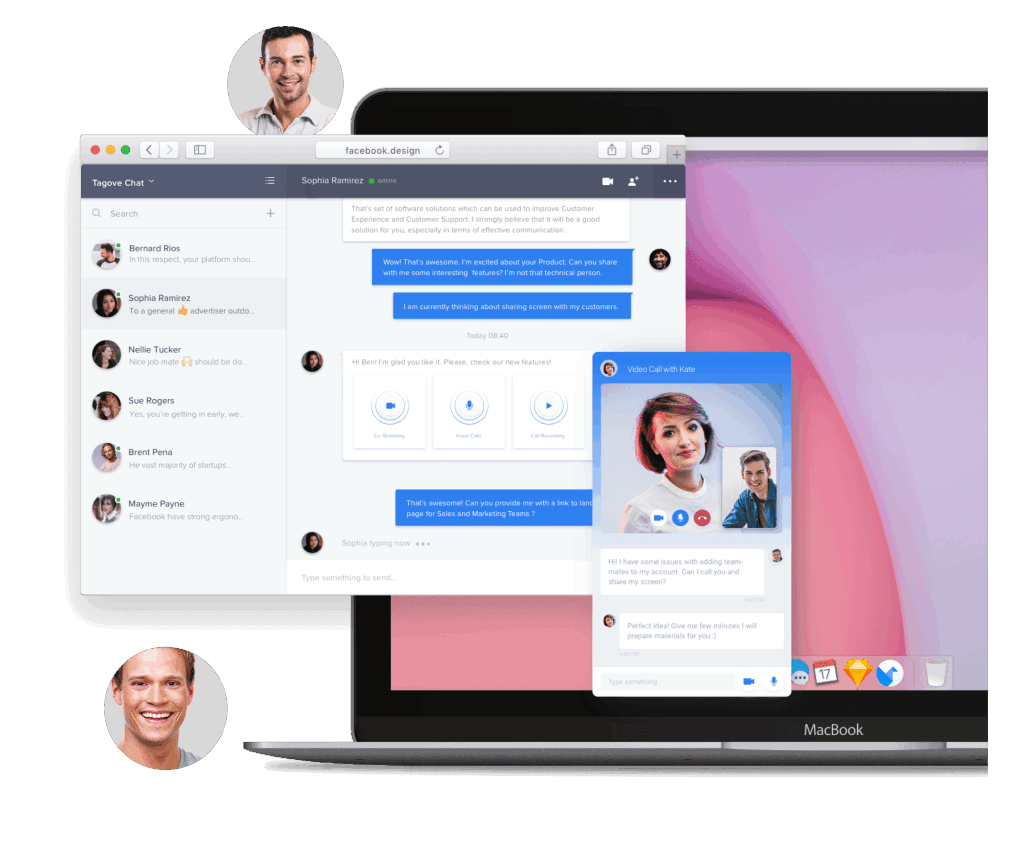 facebook.design
Tagove Chat
Sophia Ramirez
online
Search
Bernard Rios
In this respect, your platform shou...
Sophia Ramirez
To a general 👍 advertiser outdo...
Nellie Tucker
Nice job mate 🙌 should be do...
Sue Rogers
Yes, you're getting in early, we...
Brent Pena
He vast majority of startups...
Mayme Payne
Facebook have strong ergono...
That's set of software solutions which can be used to improve Customer
Experience and Customer Support. I strongly believe that it will be a good
solution for you, especially in terms of effective communication.
Wow! That's awesome. I'm excited about your Product. Can you share
with me some interesting features? I'm not that technical person.
I am currently thinking about sharing screen with my customers.
Today 08:40
Hi Ben! I'm glad you like it. Please, check our new features!
Co-Browsing
Voice Calls
Call Recording
That's awesome! Can you provide me with a link to land
page for Sales and Marketing Teams ?
Sophia typing now
Type something to send...
Video Call with Kate
Hi! I have some issues with adding team-
mates to my account. Can I call you and
share my screen?
5:41 PM
Perfect Idea! Give me few minutes I will
prepare materials for you :)
5:42 PM
Type something
17
MacBook